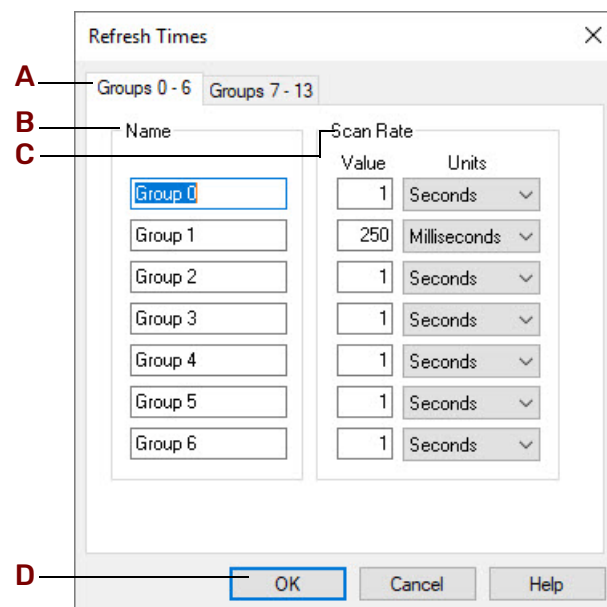 Refresh Times
A
Groups 0 - 6 Groups 7 - 13
B
Name Scan Rate
C
Value Units
Group 0 1 Seconds
Group 1 250 Milliseconds
Group 2 1 Seconds
Group 3 1 Seconds
Group 4 1 Seconds
Group 5 1 Seconds
Group 6 1 Seconds
D
OK Cancel Help